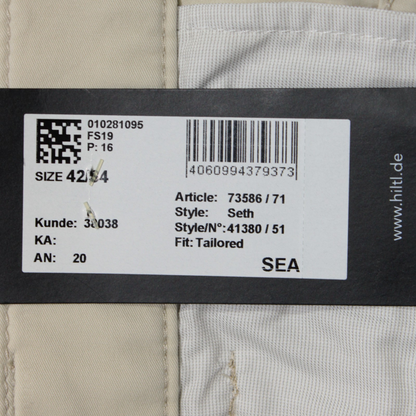 010281095
FS19
P: 16
4060994379373
SIZE 42/34
Article: 73586 / 71
Style: Seth
Kunde: 38038
Style/N°: 41380 / 51
KA:
Fit: Tailored
AN: 20
SEA
www.hiltl.de